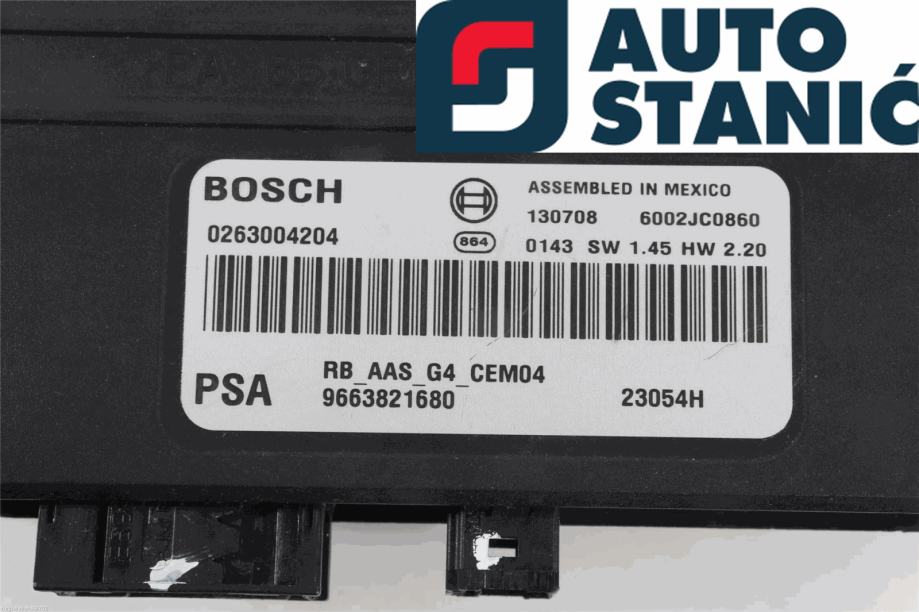 AUTO
STANIĆ
BOSCH
ASSEMBLED IN MEXICO
130708 6002JC0860
0263004204
864
0143 SW 1.45 HW 2.20
RB_AAS_G4_CEM04
PSA
9663821680
23054H